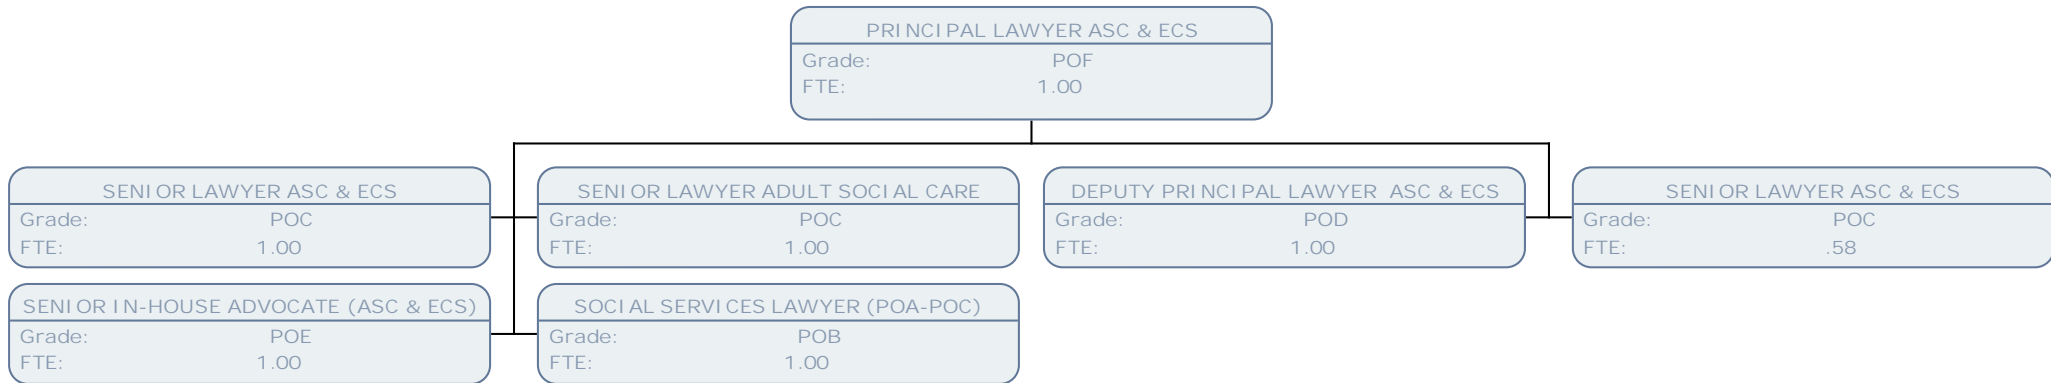 PRINCIPAL LAWYER ASC & ECS
Grade: POF
FTE: 1.00
SENIOR LAWYER ASC & ECS
Grade: POC
FTE: 1.00
SENIOR LAWYER ADULT SOCIAL CARE
Grade: POC
FTE: 1.00
DEPUTY PRINCIPAL LAWYER ASC & ECS
Grade: POD
FTE: 1.00
SENIOR LAWYER ASC & ECS
Grade: POC
FTE: .58
SENIOR IN-HOUSE ADVOCATE (ASC & ECS)
Grade: POE
FTE: 1.00
SOCIAL SERVICES LAWYER (POA-POC)
Grade: POB
FTE: 1.00